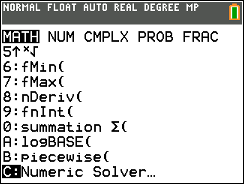 NORMAL FLOAT AUTO REAL DEGREE MP
MATH NUM CMPLX PROB FRAC
5↑ˣ√
6:fMin(
7:fMax(
8:nDeriv(
9:fnInt(
0:summation Σ(
A:logBASE(
B:piecewise(
C:Numeric Solver…